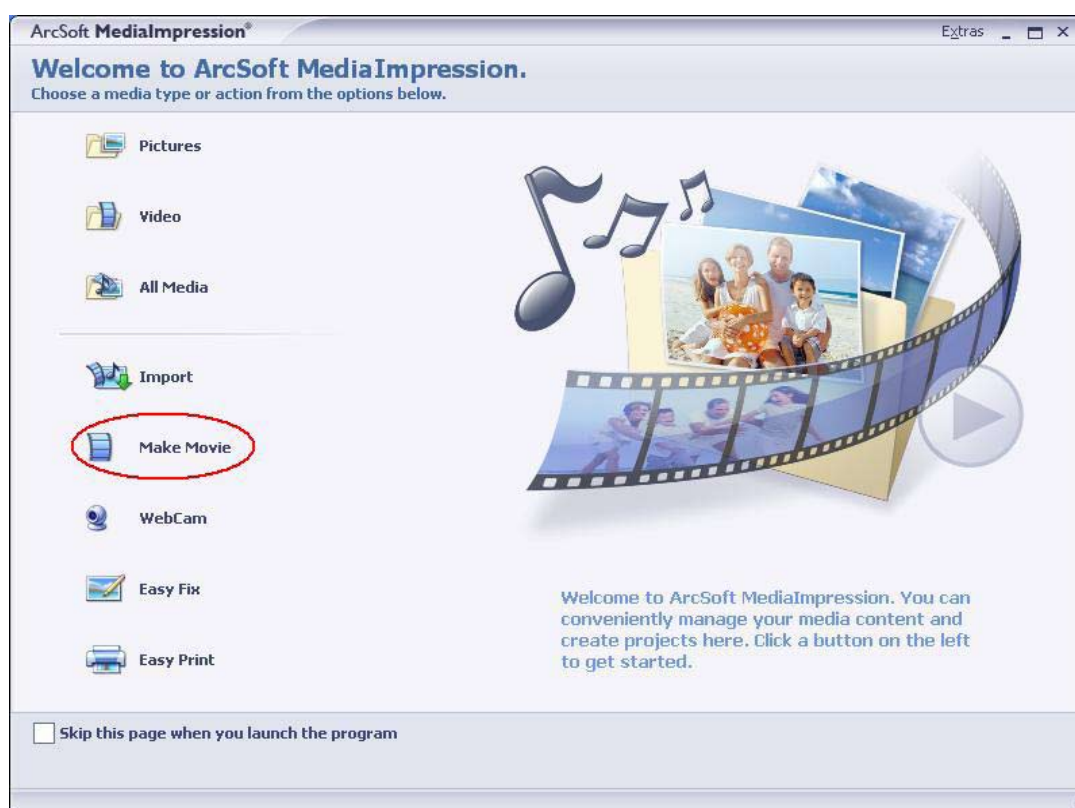 ArcSoft MediaImpression®
Extras
Welcome to ArcSoft MediaImpression.
Choose a media type or action from the options below.
Pictures
Video
All Media
Import
Make Movie
WebCam
Easy Fix
Easy Print
Welcome to ArcSoft MediaImpression. You can
conveniently manage your media content and
create projects here. Click a button on the left
to get started.
Skip this page when you launch the program